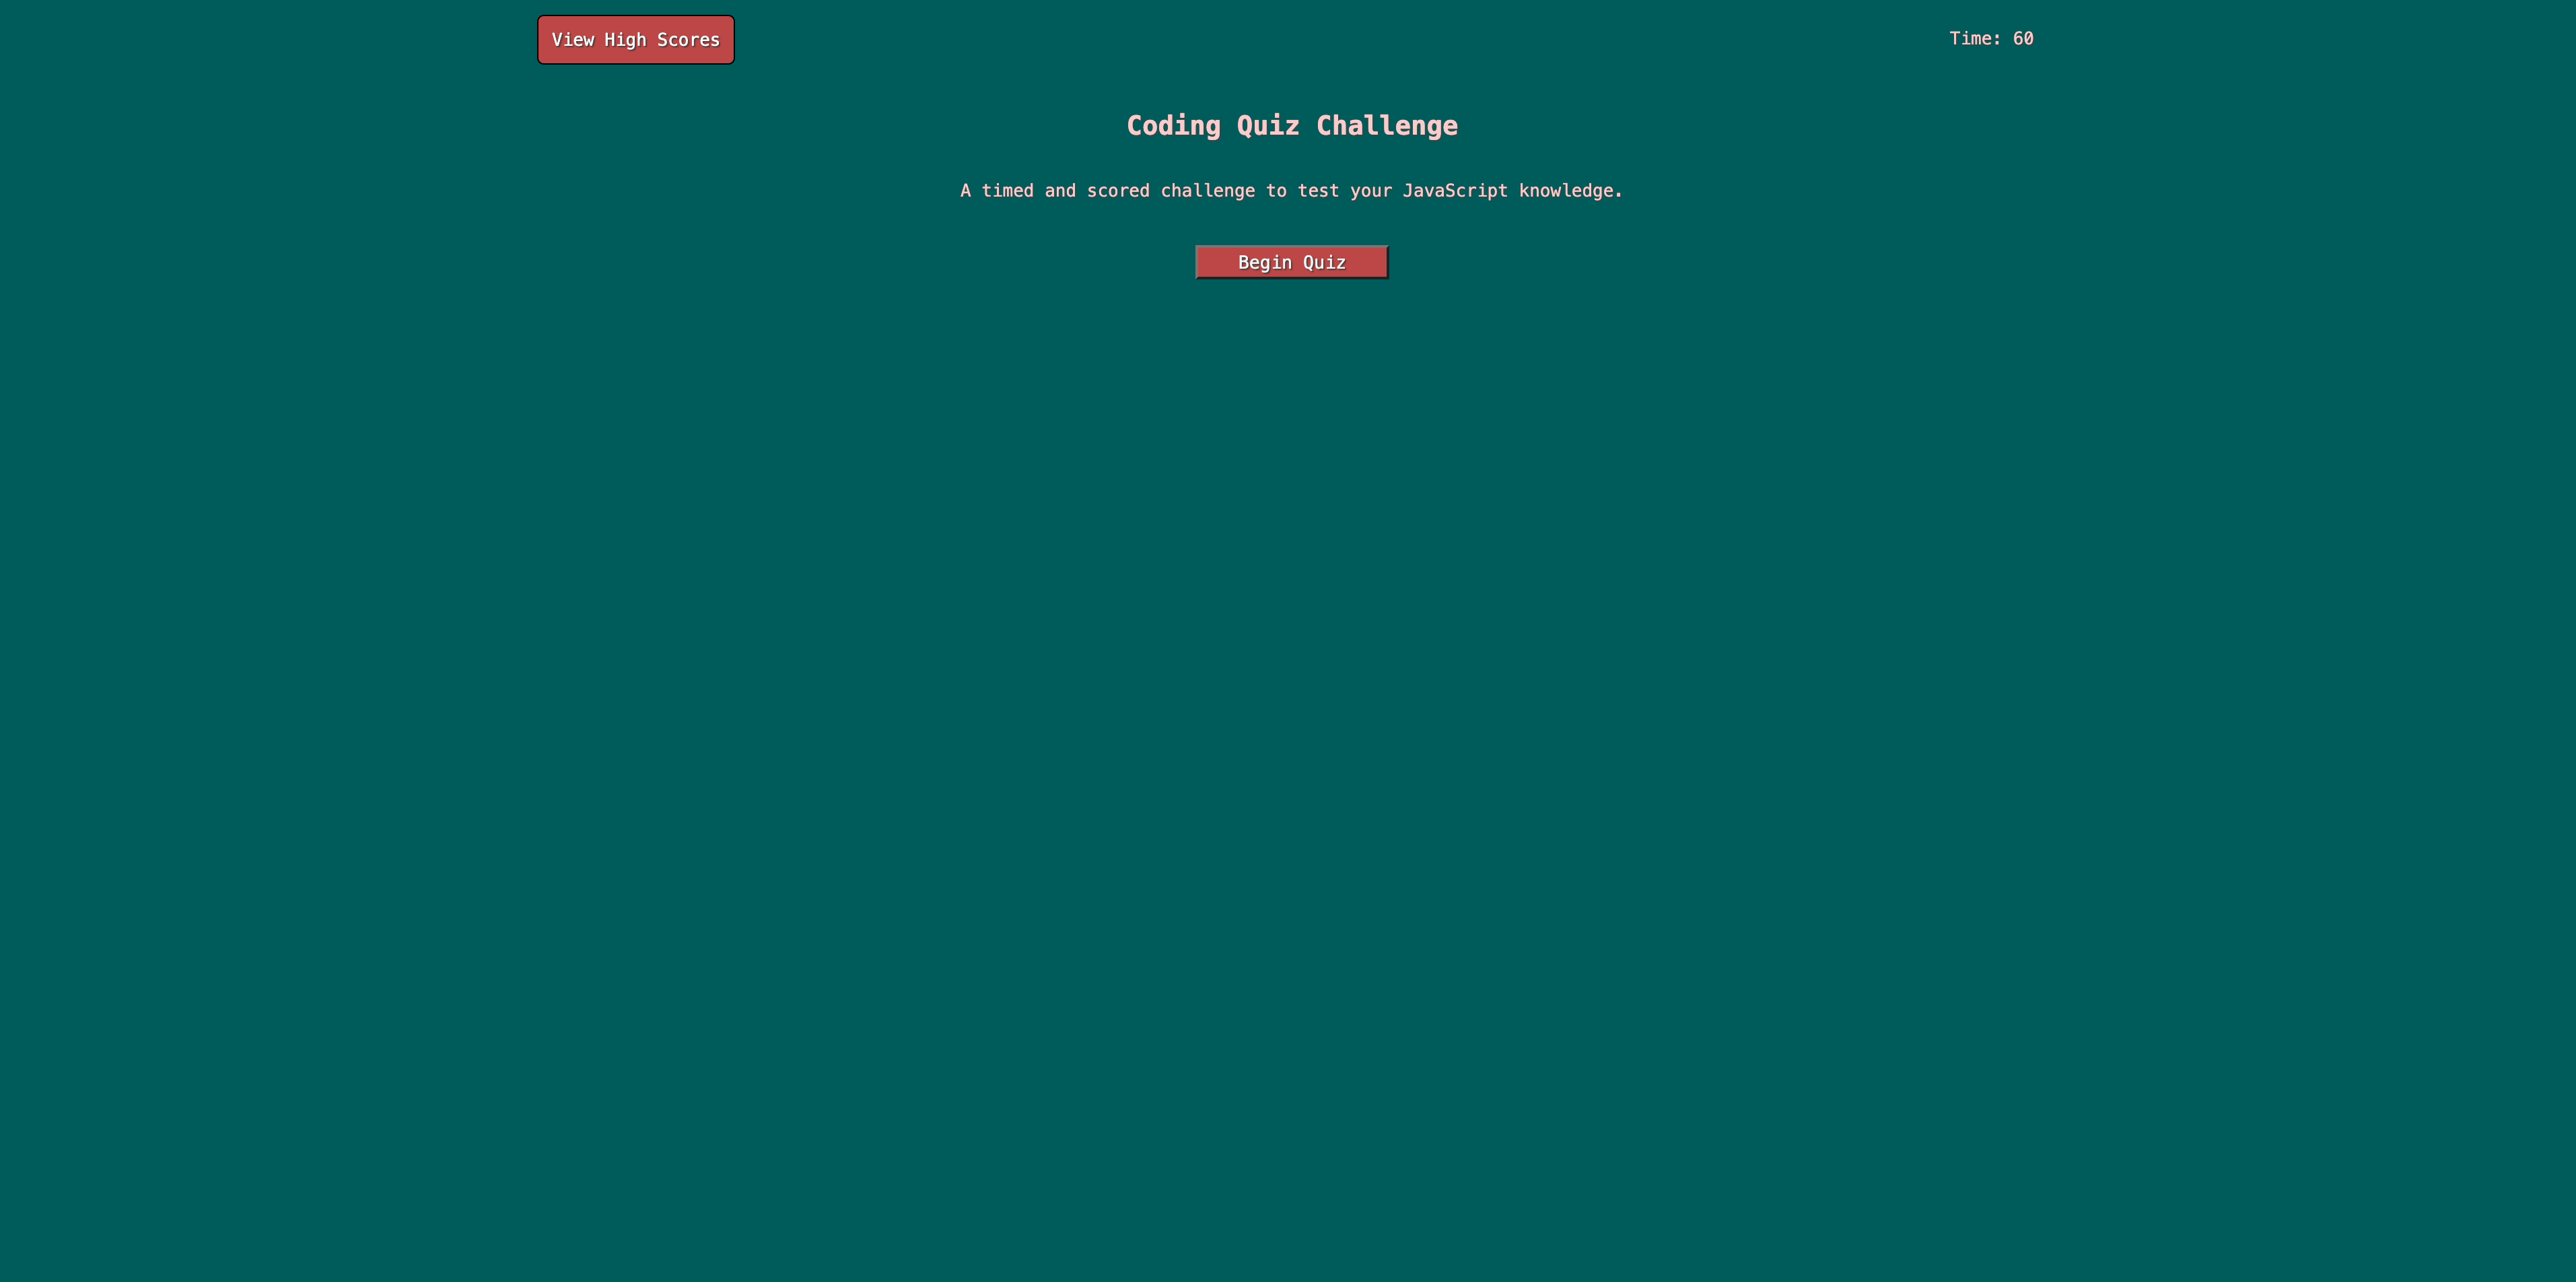 View High Scores
Time: 60
Coding Quiz Challenge
A timed and scored challenge to test your JavaScript knowledge.
Begin Quiz